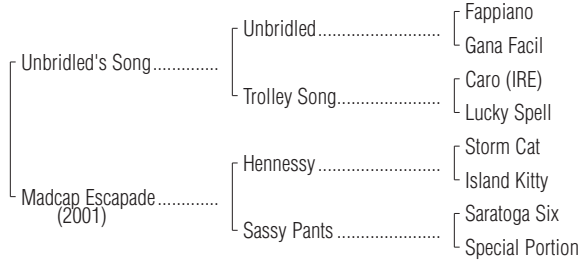 Fappiano
Unbridled
Gana Facil
Unbridled's Song
Caro (IRE)
Trolley Song
Lucky Spell
Storm Cat
Hennessy
Island Kitty
Madcap Escapade
(2001)
Saratoga Six
Sassy Pants
Special Portion